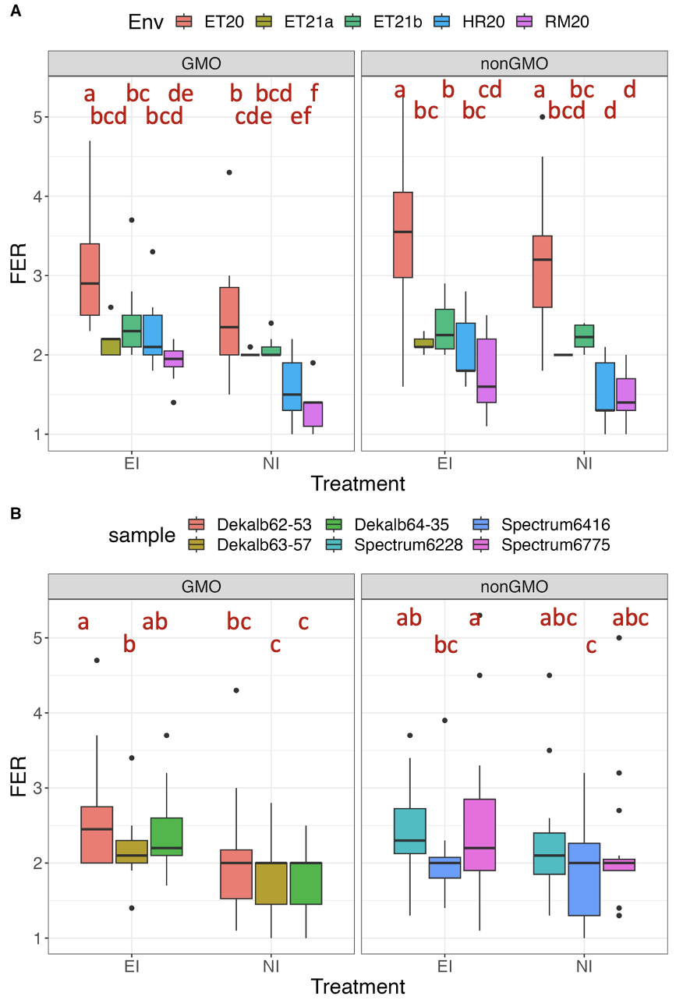 A
Env ET20 ET21a ET21b HR20 RM20
GMO nonGMO
a bc de b bcd f a b cd a bc d
bcd bcd cde ef bc bc bcd d
5
4
3
2
1
FER
EI NI EI NI
Treatment
B
sample Dekalb62-53 Dekalb64-35 Spectrum6416
Dekalb63-57 Spectrum6228 Spectrum6775
GMO nonGMO
a ab bc c ab a abc abc
b c bc c
5
4
3
2
1
FER
EI NI EI NI
Treatment